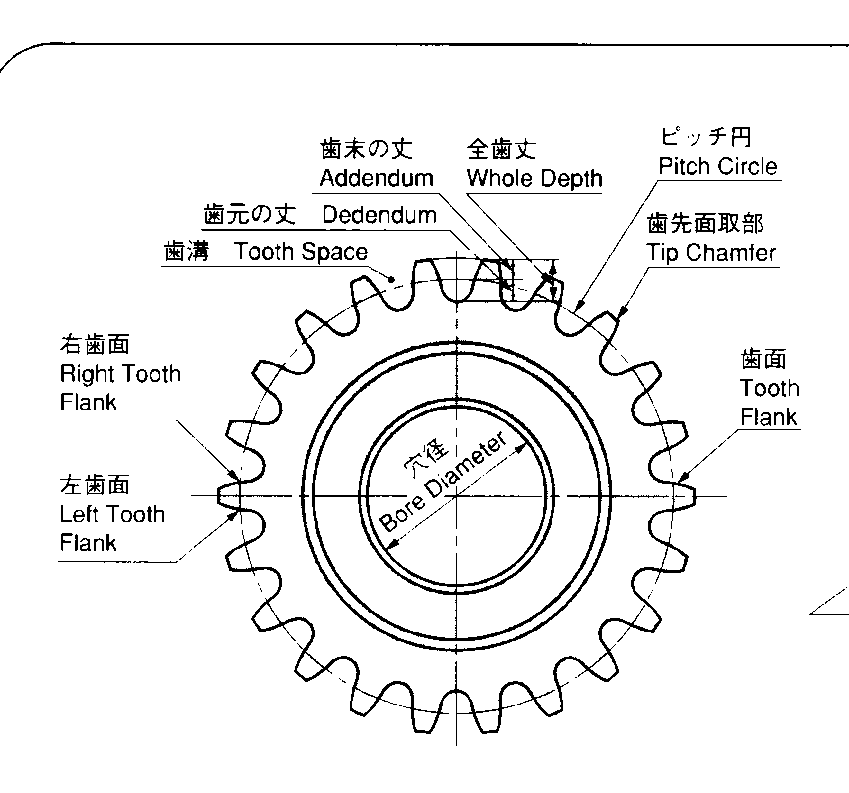 歯末の丈
Addendum
全歯丈
Whole Depth
ピッチ円
Pitch Circle
歯元の丈 Dedendum
歯先面取部
Tip Chamfer
歯溝 Tooth Space
右歯面
Right Tooth
Flank
歯面
Tooth
Flank
穴径
Bore Diameter
左歯面
Left Tooth
Flank